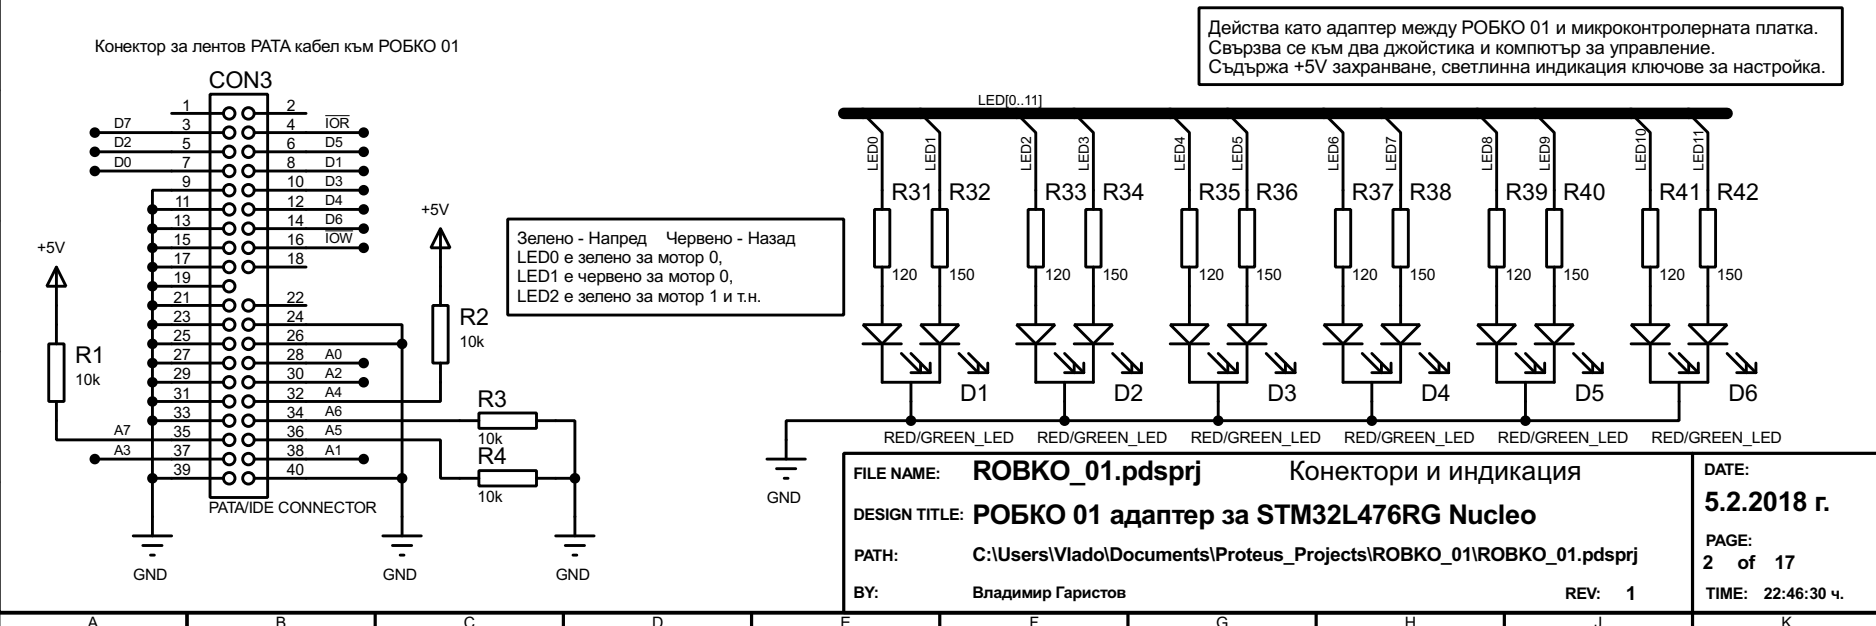 Конектор за лентов PATA кабел към РОБКО 01
CON3
1 2
D7 3 4 IOR
D2 5 6 D5
D0 7 8 D1
9 10 D3
11 12 D4
13 14 D6
15 16 IOW
17 18
19
21 22
23 24
25 26
27 28 A0
29 30 A2
31 32 A4
33 34 A6
A7 35 36 A5
A3 37 38 A1
39 40
PATA/IDE CONNECTOR
+5V
R1
10k
+5V
R2
10k
R3
10k
R4
10k
GND
GND
GND
Зелено - Напред Червено - Назад
LED0 е зелено за мотор 0,
LED1 е червено за мотор 0,
LED2 е зелено за мотор 1 и т.н.
Действа като адаптер между РОБКО 01 и микроконтролерната платка.
Свързва се към два джойстика и компютър за управление.
Съдържа +5V захранване, светлинна индикация ключове за настройка.
LED[0..11]
LED0 LED1 LED2 LED3 LED4 LED5 LED6 LED7 LED8 LED9 LED10 LED11
R31 R32 R33 R34 R35 R36 R37 R38 R39 R40 R41 R42
120 150 120 150 120 150 120 150 120 150 120 150
D1 D2 D3 D4 D5 D6
RED/GREEN_LED RED/GREEN_LED RED/GREEN_LED RED/GREEN_LED RED/GREEN_LED RED/GREEN_LED
GND
FILE NAME: ROBKO_01.pdsprj Конектори и индикация
DESIGN TITLE: РОБКО 01 адаптер за STM32L476RG Nucleo
PATH: C:\Users\Vlado\Documents\Proteus_Projects\ROBKO_01\ROBKO_01.pdsprj
BY: Владимир Гаристов REV: 1
DATE:
5.2.2018 г.
PAGE:
2 of 17
TIME: 22:46:30 ч.
A B C D E F G H J K